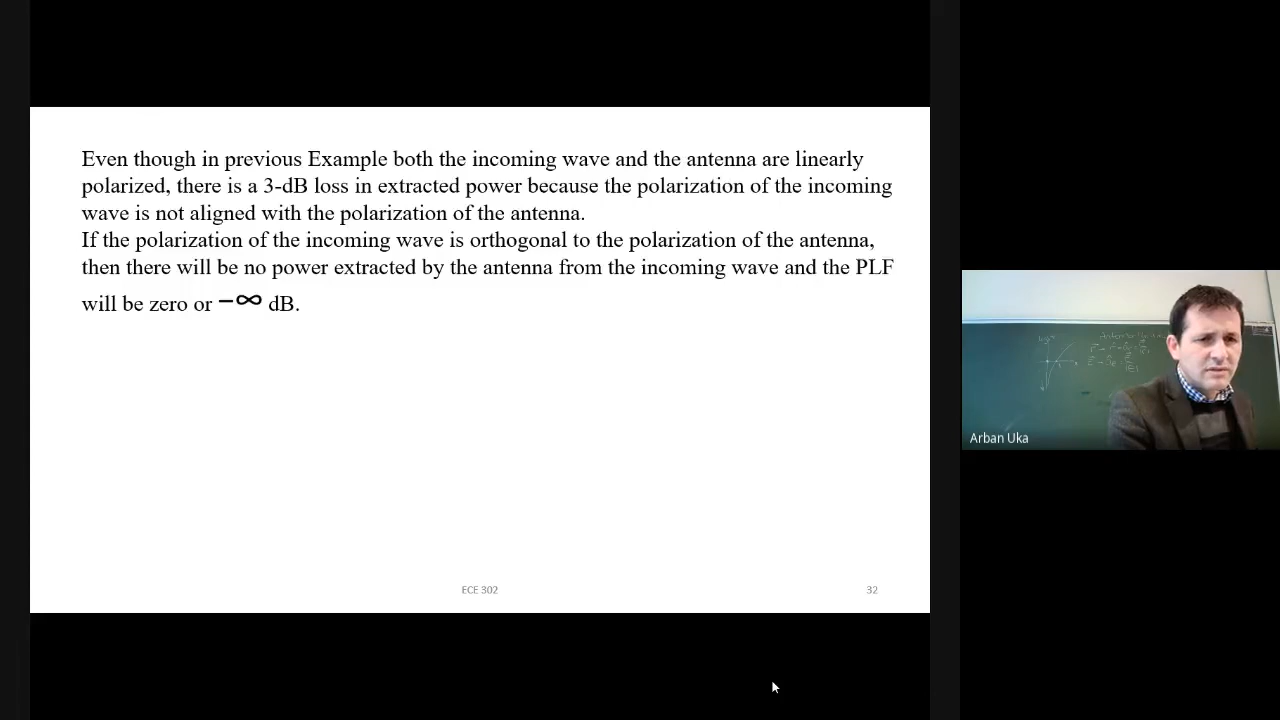 Even though in previous Example both the incoming wave and the antenna are linearly
polarized, there is a 3-dB loss in extracted power because the polarization of the incoming
wave is not aligned with the polarization of the antenna.
If the polarization of the incoming wave is orthogonal to the polarization of the antenna,
then there will be no power extracted by the antenna from the incoming wave and the PLF
will be zero or −∞ dB.
ECE 302
32
Arban Uka